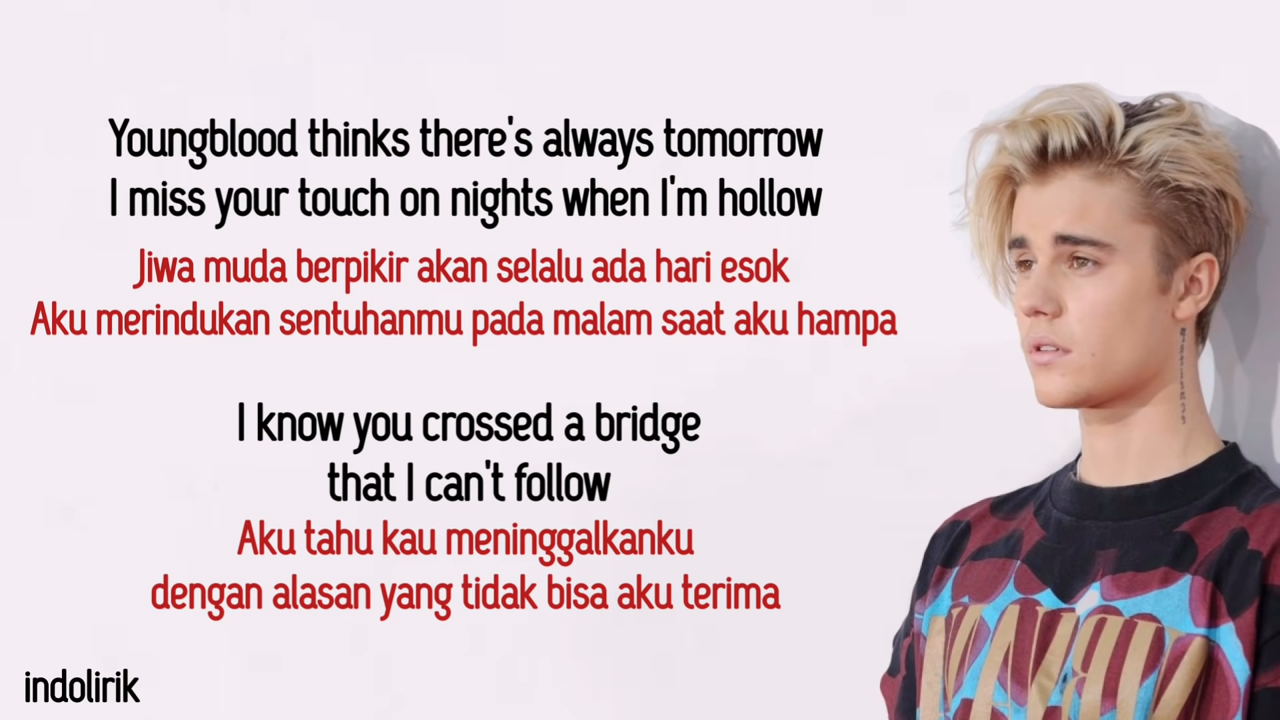 Youngblood thinks there's always tomorrow
I miss your touch on nights when I'm hollow
Jiwa muda berpikir akan selalu ada hari esok
Aku merindukan sentuhanmu pada malam saat aku hampa
I know you crossed a bridge
that I can't follow
Aku tahu kau meninggalkanku
dengan alasan yang tidak bisa aku terima
indolirik